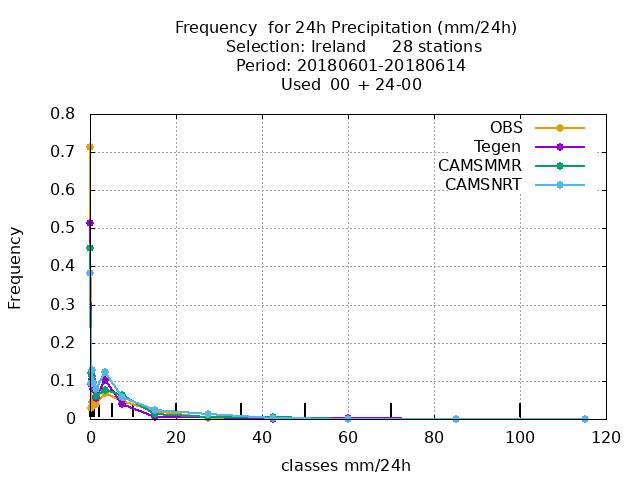 Frequency  for 24h Precipitation (mm/24h)
Selection: Ireland     28 stations
Period: 20180601-20180614
Used  00 + 24-00
OBS
Tegen
CAMSMMR
CAMSNRT
0.8
0.7
0.6
0.5
0.4
0.3
0.2
0.1
0
Frequency
0 20 40 60 80 100 120
classes mm/24h